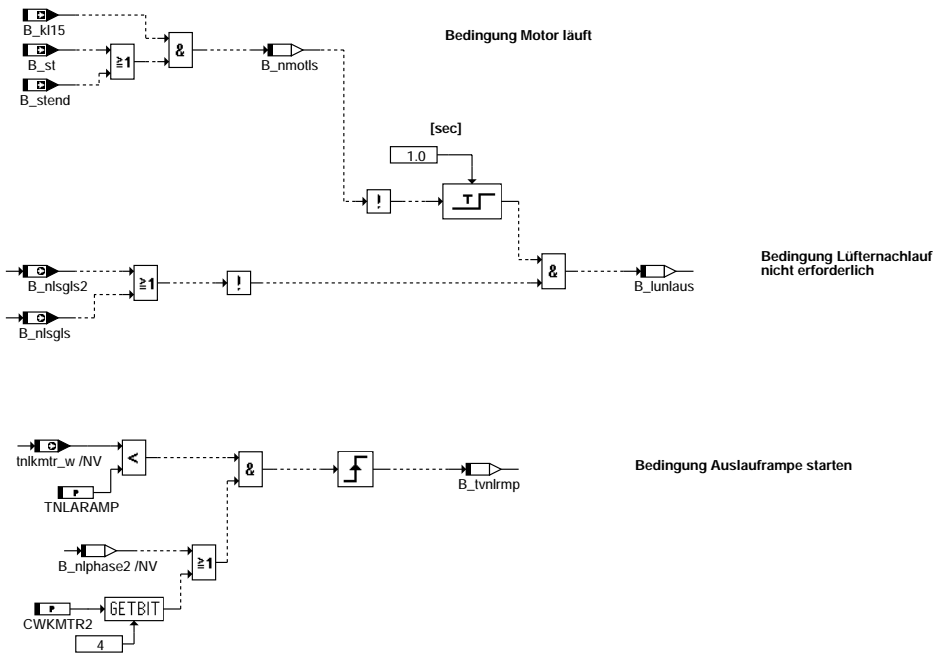 B_kl15
B_st
B_stend
≧1
&
B_nmotls
Bedingung Motor läuft
[sec]
1.0
!
T
B_nlsgls2
B_nlsgls
≧1
!
&
B_lunlaus
Bedingung Lüfternachlauf
nicht erforderlich
tnlkmtr_w /NV
<
P
TNLARAMP
&
B_tvnlrmp
Bedingung Auslauframpe starten
B_nlphase2 /NV
≧1
P
CWKMTR2
GETBIT
4